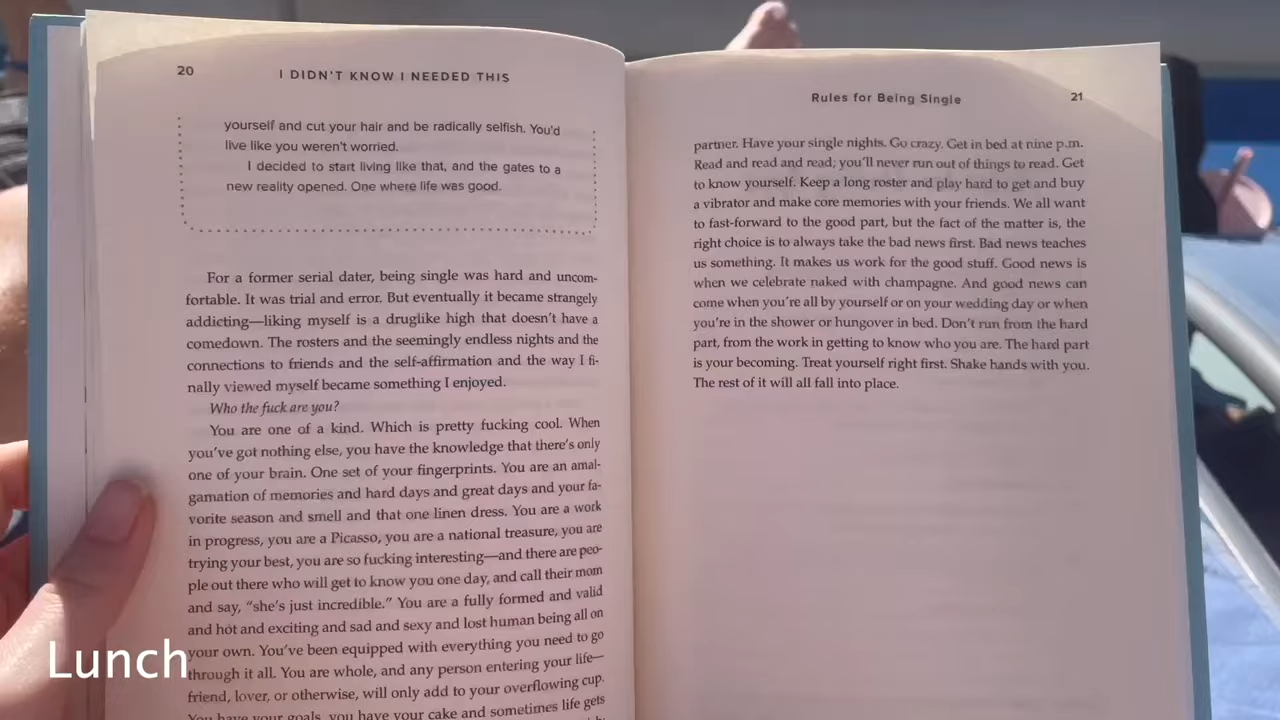 20
I DIDN'T KNOW I NEEDED THIS
yourself and cut your hair and be radically selfish. You'd
live like you weren't worried.
I decided to start living like that, and the gates to a
new reality opened. One where life was good.
For a former serial dater, being single was hard and uncom-
fortable. It was trial and error. But eventually it became strangely
addicting—liking myself is a druglike high that doesn't have a
comedown. The rosters and the seemingly endless nights and the
connections to friends and the self-affirmation and the way I fi-
nally viewed myself became something I enjoyed.
Who the fuck are you?
You are one of a kind. Which is pretty fucking cool. When
you've got nothing else, you have the knowledge that there's only
one of your brain. One set of your fingerprints. You are an amal-
gamation of memories and hard days and great days and your fa-
vorite season and smell and that one linen dress. You are a work
in progress, you are a Picasso, you are a national treasure, you are
trying your best, you are so fucking interesting—and there are peo-
ple out there who will get to know you one day, and call their mom
and say, "she's just incredible." You are a fully formed and valid
and hot and exciting and sad and sexy and lost human being all on
your own. You've been equipped with everything you need to go
through it all. You are whole, and any person entering your life—
friend, lover, or otherwise, will only add to your overflowing cup.
You have your goals, you have your cake and sometimes life gets
Rules for Being Single
21
partner. Have your single nights. Go crazy. Get in bed at nine p.m.
Read and read and read; you'll never run out of things to read. Get
to know yourself. Keep a long roster and play hard to get and buy
a vibrator and make core memories with your friends. We all want
to fast-forward to the good part, but the fact of the matter is, the
right choice is to always take the bad news first. Bad news teaches
us something. It makes us work for the good stuff. Good news is
when we celebrate naked with champagne. And good news can
come when you're all by yourself or on your wedding day or when
you're in the shower or hungover in bed. Don't run from the hard
part, from the work in getting to know who you are. The hard part
is your becoming. Treat yourself right first. Shake hands with you.
The rest of it will all fall into place.
Lunch